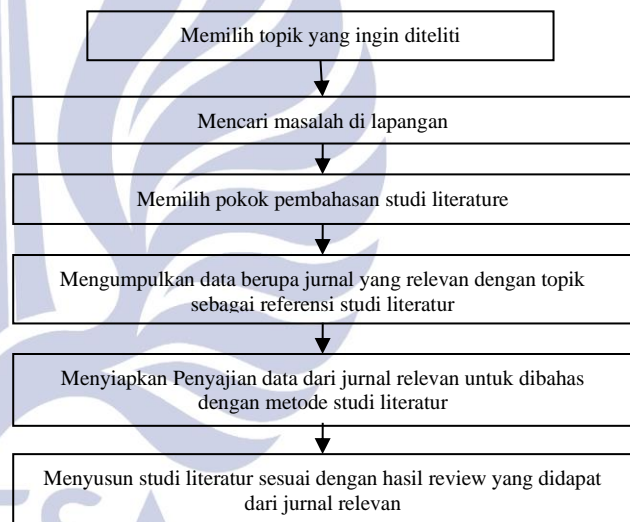 Memilih topik yang ingin diteliti
Mencari masalah di lapangan
Memilih pokok pembahasan studi literature
Mengumpulkan data berupa jurnal yang relevan dengan topik
sebagai referensi studi literatur
Menyiapkan Penyajian data dari jurnal relevan untuk dibahas
dengan metode studi literatur
Menyusun studi literatur sesuai dengan hasil review yang didapat
dari jurnal relevan